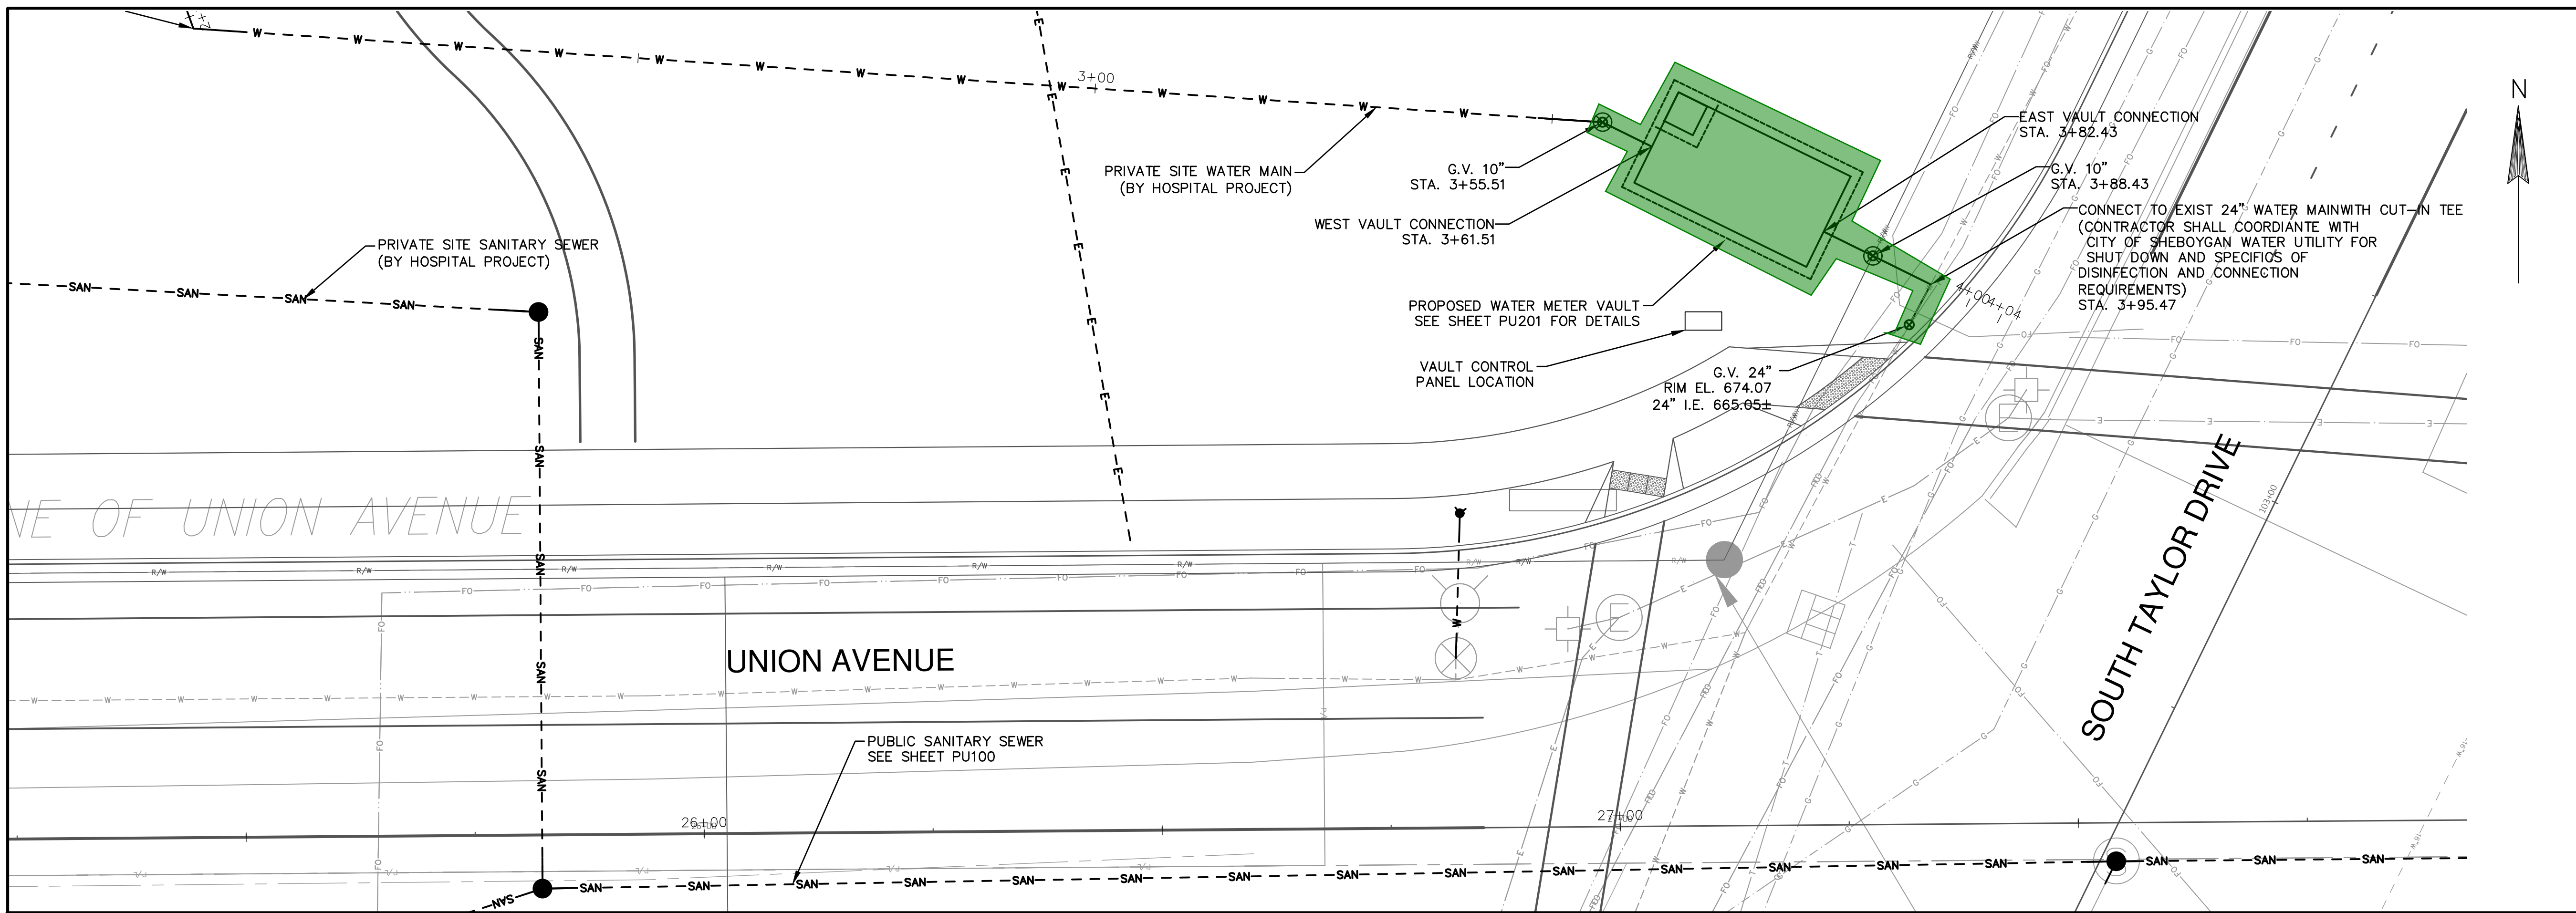 3+00
N
EAST VAULT CONNECTION
STA. 3+82.43
PRIVATE SITE WATER MAIN
(BY HOSPITAL PROJECT)
G.V. 10"
STA. 3+55.51
G.V. 10"
STA. 3+88.43
WEST VAULT CONNECTION
STA. 3+61.51
CONNECT TO EXIST 24" WATER MAINWITH CUT-IN TEE
(CONTRACTOR SHALL COORDIANTE WITH
CITY OF SHEBOYGAN WATER UTILITY FOR
SHUT DOWN AND SPECIFICS OF
DISINFECTION AND CONNECTION
REQUIREMENTS)
STA. 3+95.47
PRIVATE SITE SANITARY SEWER
(BY HOSPITAL PROJECT)
4+00
4+04
PROPOSED WATER METER VAULT
SEE SHEET PU201 FOR DETAILS
VAULT CONTROL
PANEL LOCATION
G.V. 24"
RIM EL. 674.07
24" I.E. 665.05±
NE OF UNION AVENUE
UNION AVENUE
SOUTH TAYLOR DRIVE
103+00
PUBLIC SANITARY SEWER
SEE SHEET PU100
26+00
27+00